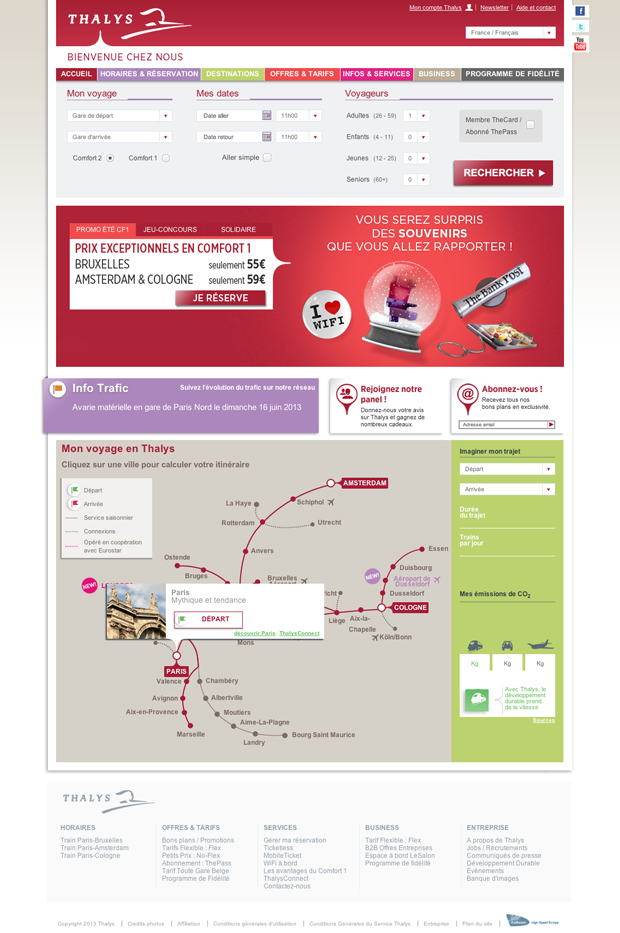 THALYS
Mon compte Thalys | Newsletter | Aide et contact
France / Français
You
Tube
BIENVENUE CHEZ NOUS
ACCUEIL HORAIRES & RÉSERVATION DESTINATIONS OFFRES & TARIFS INFOS & SERVICES BUSINESS PROGRAMME DE FIDÉLITÉ
Mon voyage
Gare de départ
Gare d'arrivée
Comfort 2 Comfort 1
Mes dates
Date aller 11h00
Date retour 11h00
Aller simple
Voyageurs
Adultes (26 - 59) 1
Enfants (4 - 11) 0
Jeunes (12 - 25) 0
Seniors (60+) 0
Membre TheCard /
Abonné ThePass
RECHERCHER
PROMO ÉTÉ CF1 JEU-CONCOURS SOLIDAIRE
PRIX EXCEPTIONNELS EN COMFORT 1
BRUXELLES seulement 55€
AMSTERDAM & COLOGNE seulement 59€
JE RÉSERVE
VOUS SEREZ SURPRIS
DES SOUVENIRS
QUE VOUS ALLEZ RAPPORTER !
I
WIFI
The Bank Post
Info Trafic
Suivez l'évolution du trafic sur notre réseau
Avarie matérielle en gare de Paris Nord le dimanche 16 juin 2013
Rejoignez notre
panel !
Donnez-nous votre avis
sur Thalys et gagnez de
nombreux cadeaux.
@
Abonnez-vous !
Recevez tous nos
bons plans en exclusivité.
Adresse email
Mon voyage en Thalys
Cliquez sur une ville pour calculer votre itinéraire
Départ
Arrivée
Service saisonnier
Connexions
Opéré en coopération
avec Eurostar
AMSTERDAM
Schiphol
La Haye
Rotterdam
Utrecht
Anvers
Ostende
Bruges
NEW!
Bruxelles
Essen
Duisbourg
NEW!
Aéroport de
Dusseldorf
Dusseldorf
COLOGNE
Liège
Aix-la-
Chapelle
Köln/Bonn
Paris
Mythique et tendance
DÉPART
découvrir Paris ThalysConnect
Mons
PARIS
Valence
Chambéry
Avignon
Albertville
Aix-en-Provence
Moutiers
Aime-La-Plagne
Marseille
Landry
Bourg Saint Maurice
Imaginer mon trajet
Départ
Arrivée
Durée
du trajet
Trains
par jour
Mes émissions de CO2
Kg Kg Kg
Avec Thalys, le
développement
durable prend
de la vitesse
Sources
THALYS
HORAIRES
Train Paris-Bruxelles
Train Paris-Amsterdam
Train Paris-Cologne
OFFRES & TARIFS
Bons plans / Promotions
Tarifs Flexible : Flex
Petits Prix : No-Flex
Abonnement : ThePass
Tarif Toute Gare Belge
Programme de Fidélité
SERVICES
Gérer ma réservation
Ticketless
MobileTicket
WiFi à bord
Les avantages du Comfort 1
ThalysConnect
Contactez-nous
BUSINESS
Tarif Flexible : Flex
B2B Offres Entreprises
Espace à bord LeSalon
Programme de fidélité
ENTREPRISE
A propos de Thalys
Jobs / Recrutements
Communiqués de presse
Développement Durable
Evènements
Banque d'images
Copyright 2013 Thalys | Credits photos | Affiliation | Conditions générales d'utilisation | Conditions Générales du Service Thalys | Entreprise | Plan du site |
High Speed Europe